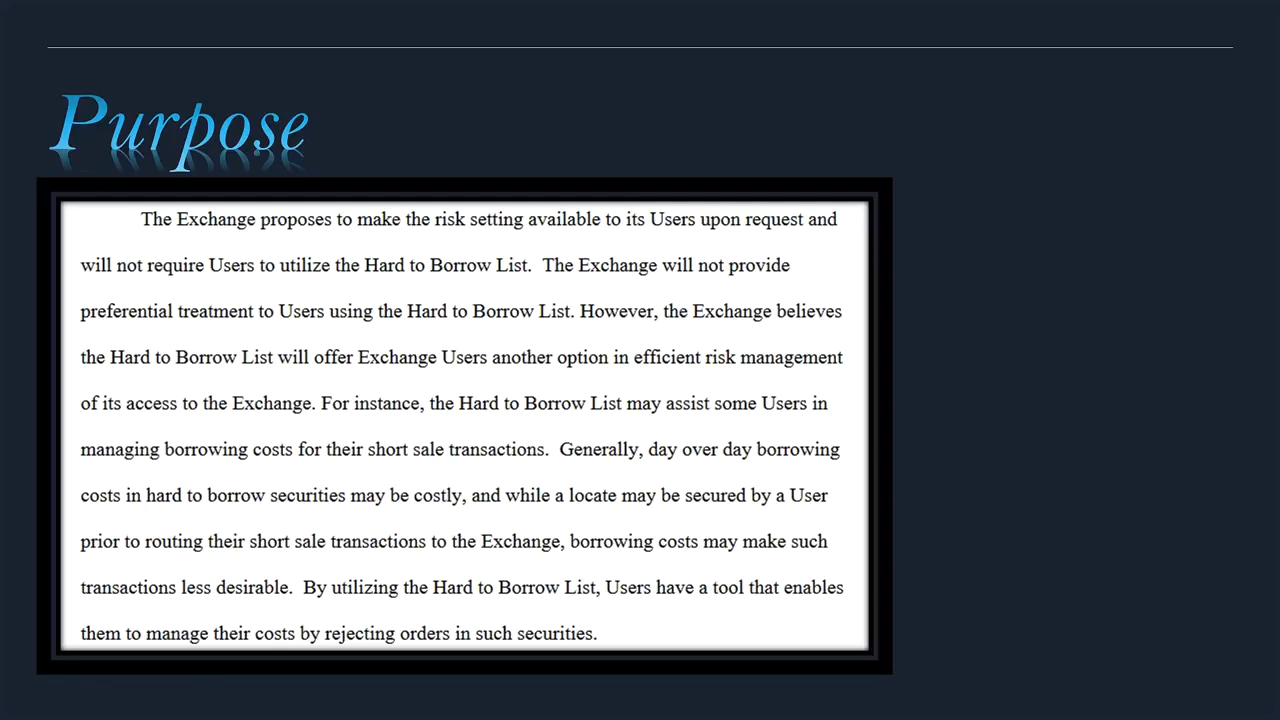 Purpose
The Exchange proposes to make the risk setting available to its Users upon request and
will not require Users to utilize the Hard to Borrow List.  The Exchange will not provide
preferential treatment to Users using the Hard to Borrow List. However, the Exchange believes
the Hard to Borrow List will offer Exchange Users another option in efficient risk management
of its access to the Exchange. For instance, the Hard to Borrow List may assist some Users in
managing borrowing costs for their short sale transactions.  Generally, day over day borrowing
costs in hard to borrow securities may be costly, and while a locate may be secured by a User
prior to routing their short sale transactions to the Exchange, borrowing costs may make such
transactions less desirable.  By utilizing the Hard to Borrow List, Users have a tool that enables
them to manage their costs by rejecting orders in such securities.